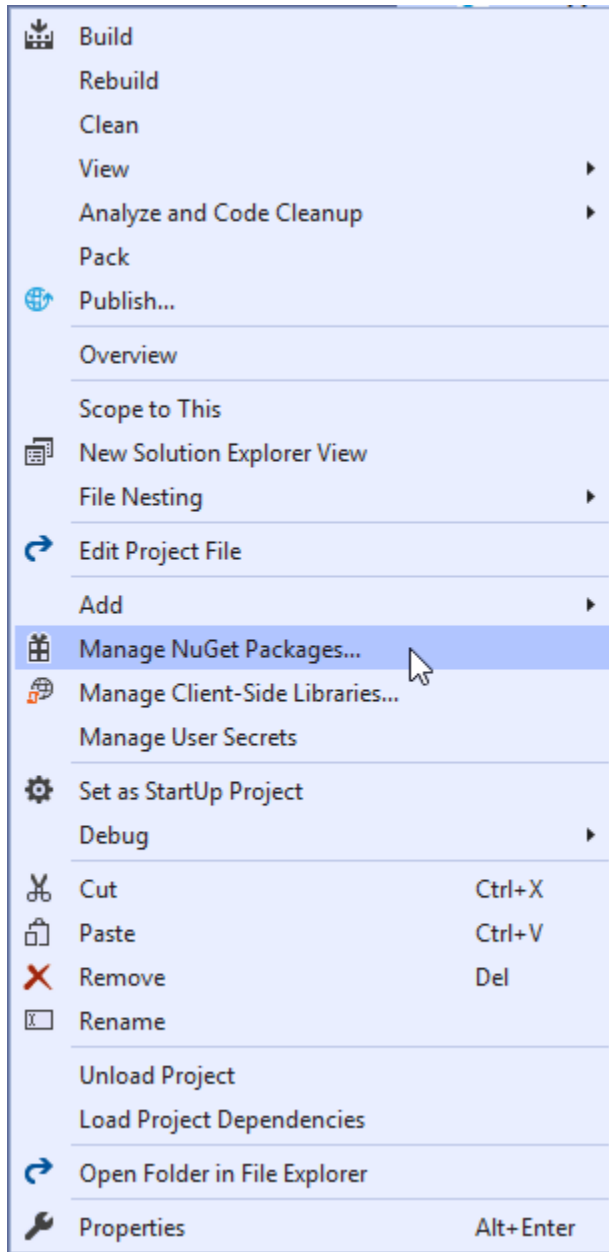 Build
Rebuild
Clean
View
Analyze and Code Cleanup
Pack
Publish...
Overview
Scope to This
New Solution Explorer View
File Nesting
Edit Project File
Add
Manage NuGet Packages...
Manage Client-Side Libraries...
Manage User Secrets
Set as StartUp Project
Debug
Cut Ctrl+X
Paste Ctrl+V
Remove Del
Rename
Unload Project
Load Project Dependencies
Open Folder in File Explorer
Properties Alt+Enter